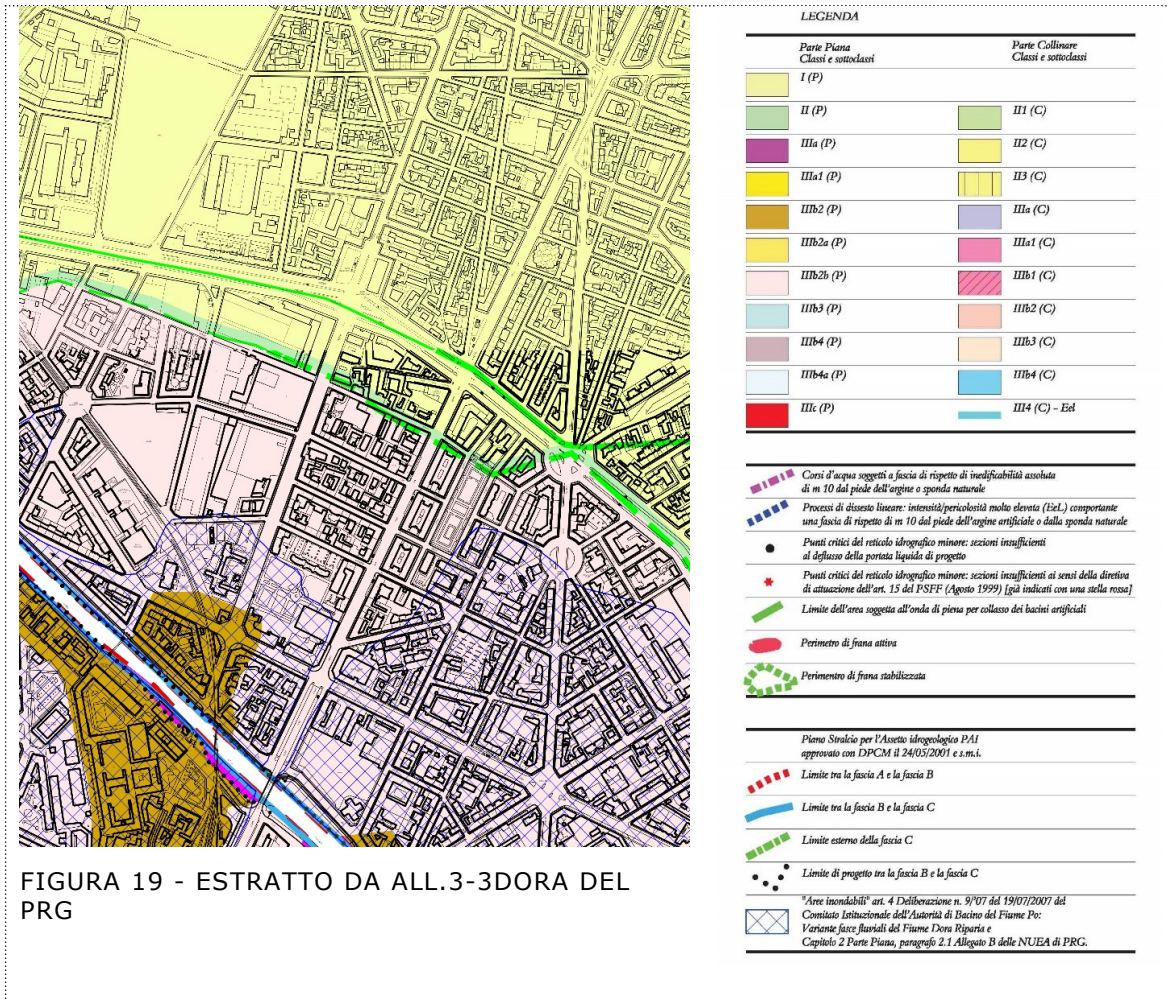 FIGURA 19 - ESTRATTO DA ALL.3-3DORA DEL
PRG
LEGENDA
Parte Piana
Classi e sottoclassi
Parte Collinare
Classi e sottoclassi
I (P)
II (P)
II1 (C)
IIIa (P)
II2 (C)
IIIa1 (P)
II3 (C)
IIIb2 (P)
IIIa (C)
IIIb2a (P)
IIIa1 (C)
IIIb2b (P)
IIIb1 (C)
IIIb3 (P)
IIIb2 (C)
IIIb4 (P)
IIIb3 (C)
IIIb4a (P)
IIIb4 (C)
IIIc (P)
III4 (C) - Eel
Corsi d'acqua soggetti a fascia di rispetto di inedificabilità assoluta
di m 10 dal piede dell'argine o sponda naturale
Processi di dissesto lineare: intensità/pericolosità molto elevata (EeL) comportante
una fascia di rispetto di m 10 dal piede dell'argine artificiale o dalla sponda naturale
Punti critici del reticolo idrografico minore: sezioni insufficienti
al deflusso della portata liquida di progetto
Punti critici del reticolo idrografico minore: sezioni insufficienti ai sensi della diretiva
di attuazione dell'art. 15 del PSFF (Agosto 1999) [già indicati con una stella rossa]
Limite dell'area soggetta all'onda di piena per collasso dei bacini artificiali
Perimetro di frana attiva
Perimentro di frana stabilizzata
Piano Stralcio per l'Assetto idrogeologico PAI
approvato con DPCM il 24/05/2001 e s.m.i.
Limite tra la fascia A e la fascia B
Limite tra la fascia B e la fascia C
Limite esterno della fascia C
Limite di progetto tra la fascia B e la fascia C
"Aree inondabili" art. 4 Deliberazione n. 9/'07 del 19/07/2007 del
Comitato Istituzionale dell'Autorità di Bacino del Fiume Po:
Variante fasce fluviali del Fiume Dora Riparia e
Capitolo 2 Parte Piana, paragrafo 2.1 Allegato B delle NUEA di PRG.